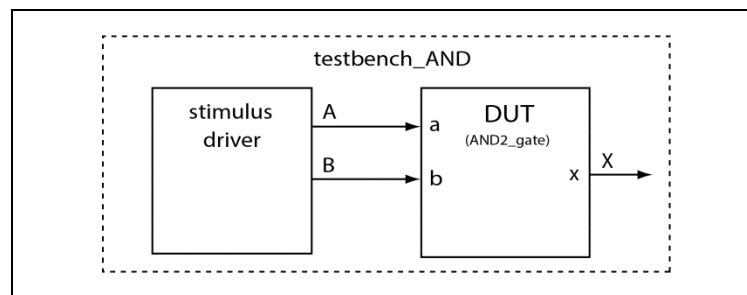 testbench_AND
stimulus
driver
A
B
DUT
(AND2_gate)
a
b
x
X